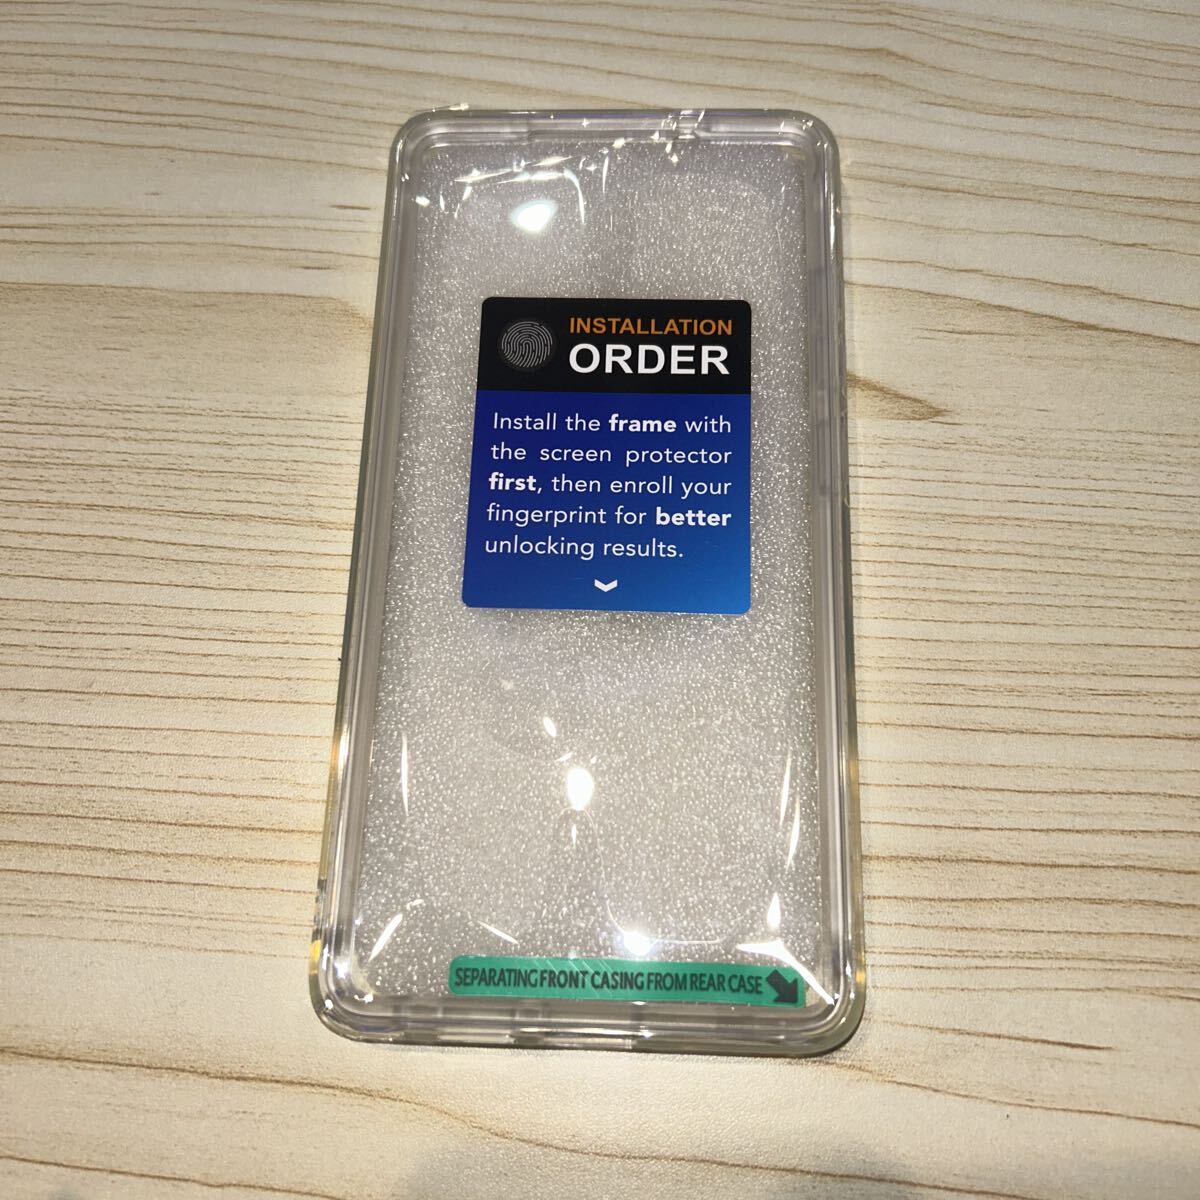 INSTALLATION
ORDER
Install the frame with
the screen protector
first, then enroll your
fingerprint for better
unlocking results.
SEPARATING FRONT CASING FROM REAR CASE